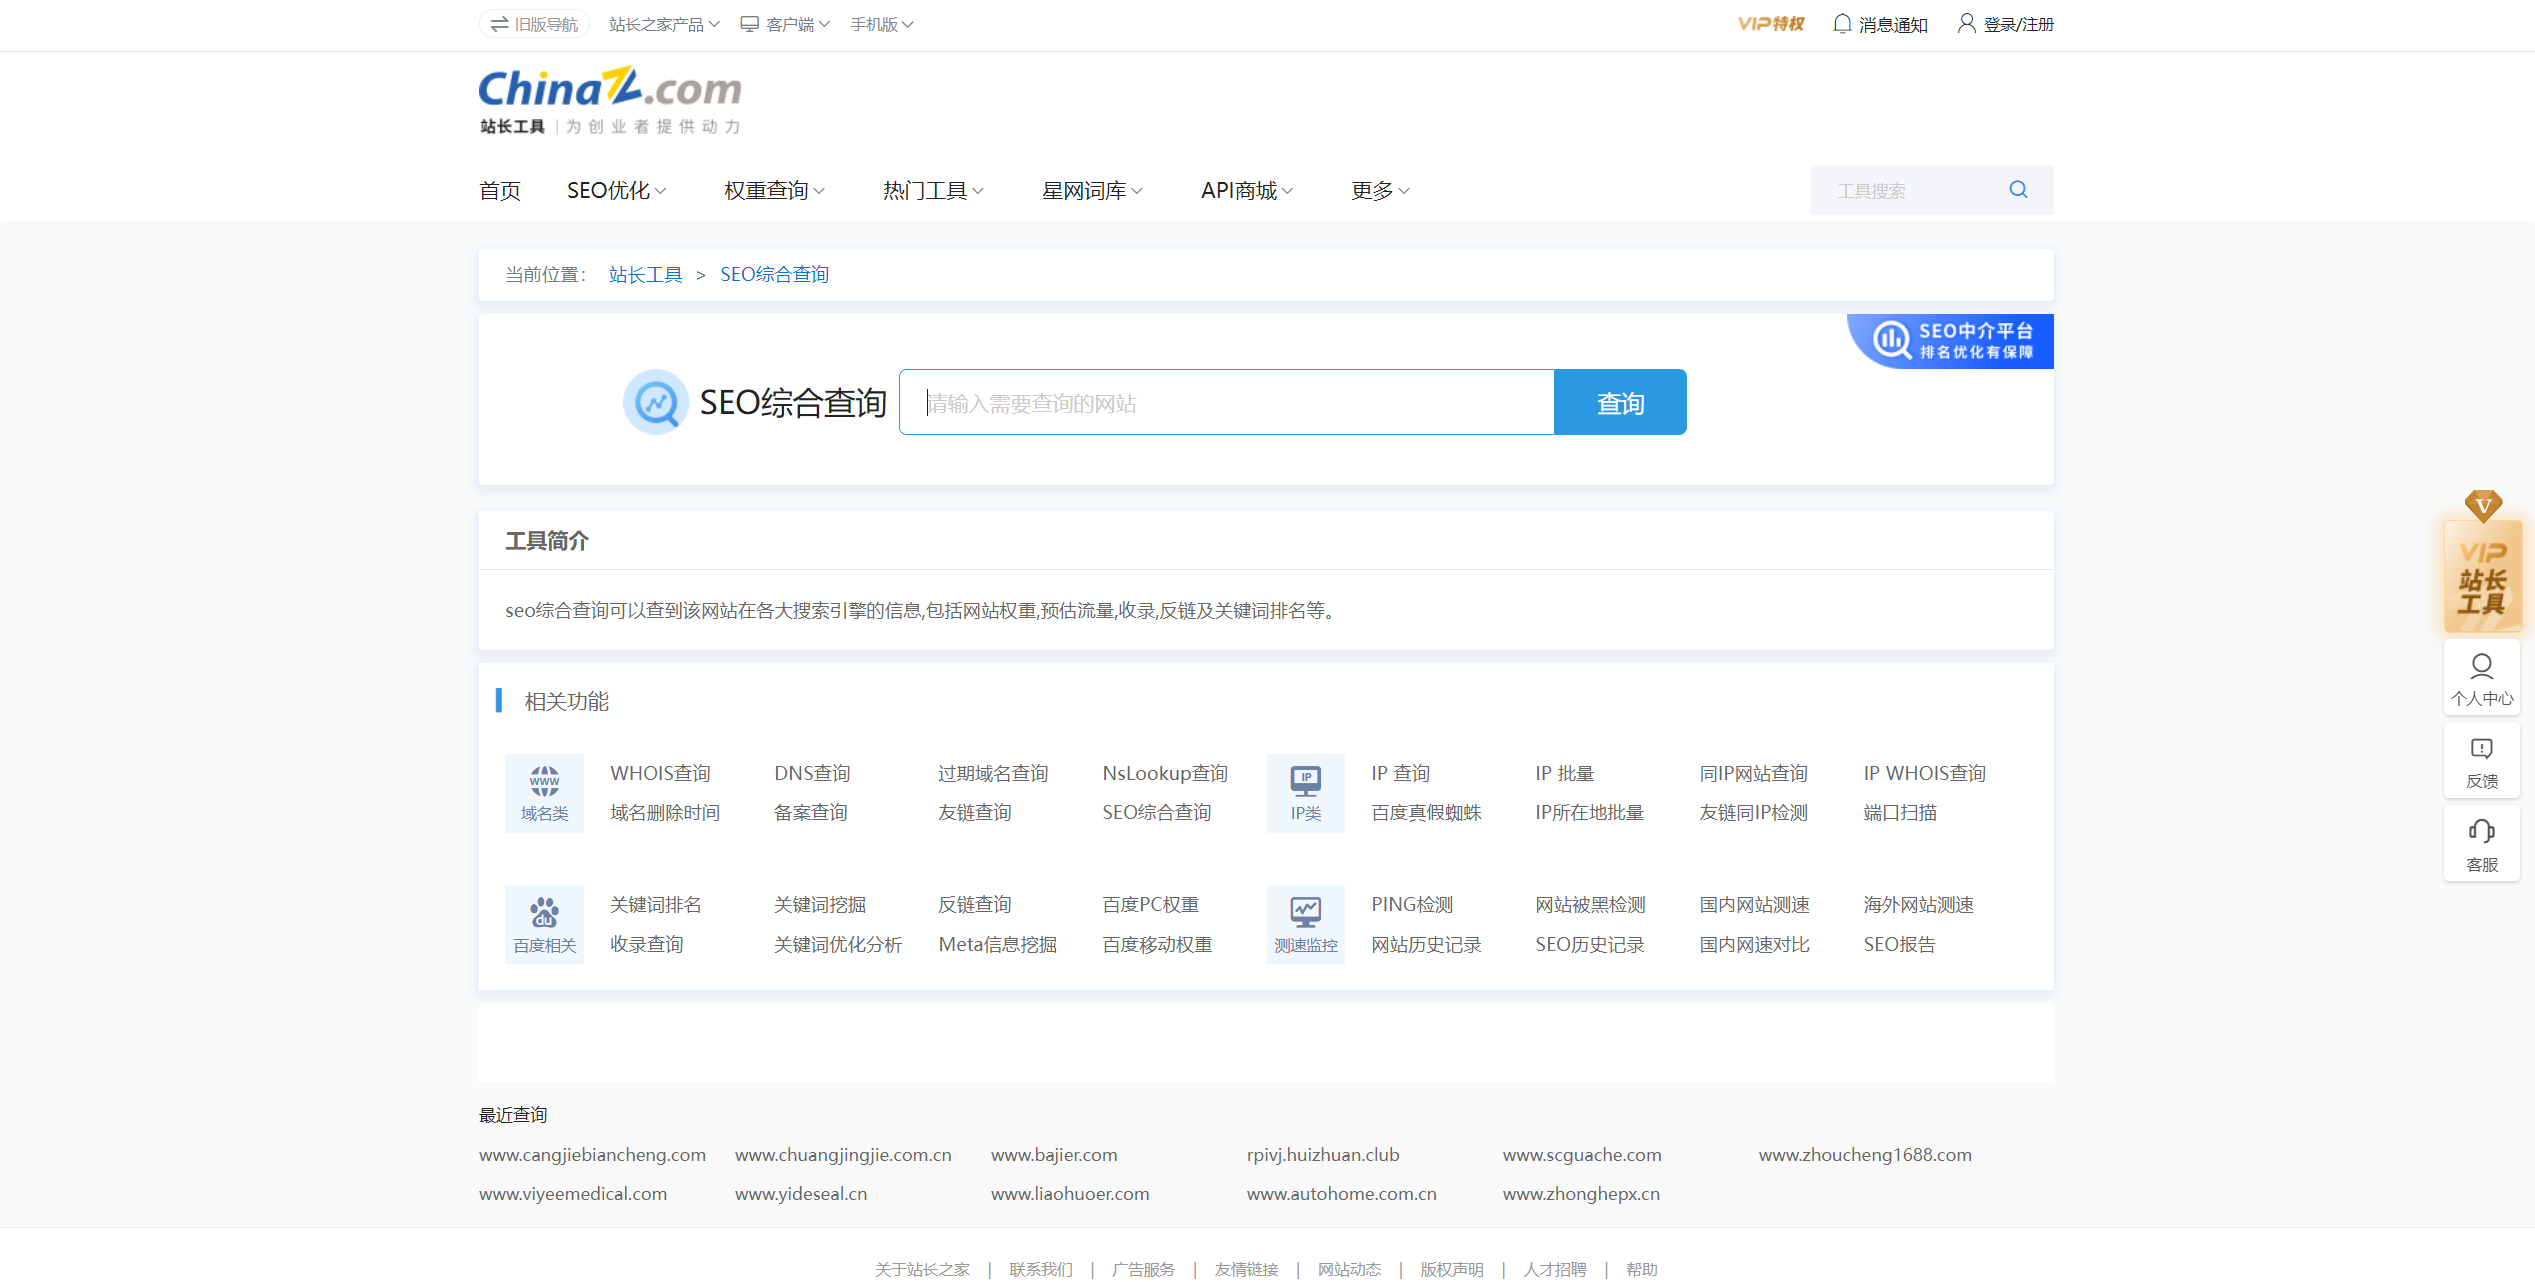 旧版导航 站长之家产品 客户端 手机版 VIP特权 消息通知 登录/注册
ChinaZ.com
站长工具 | 为创业者提供动力
首页 SEO优化 权重查询 热门工具 星网词库 API商城 更多 工具搜索
当前位置： 站长工具 > SEO综合查询
SEO中介平台
排名优化有保障
SEO综合查询 请输入需要查询的网站 查询
工具简介
seo综合查询可以查到该网站在各大搜索引擎的信息,包括网站权重,预估流量,收录,反链及关键词排名等。
相关功能
www
域名类
WHOIS查询 DNS查询 过期域名查询 NsLookup查询
域名删除时间 备案查询 友链查询 SEO综合查询
IP
IP类
IP 查询 IP 批量 同IP网站查询 IP WHOIS查询
百度真假蜘蛛 IP所在地批量 友链同IP检测 端口扫描
du
百度相关
关键词排名 关键词挖掘 反链查询 百度PC权重
收录查询 关键词优化分析 Meta信息挖掘 百度移动权重
测速监控
PING检测 网站被黑检测 国内网站测速 海外网站测速
网站历史记录 SEO历史记录 国内网速对比 SEO报告
V
VIP
站长
工具
个人中心
反馈
客服
最近查询
www.cangjiebiancheng.com www.chuangjingjie.com.cn www.bajier.com rpivj.huizhuan.club www.scguache.com www.zhoucheng1688.com
www.viyeemedical.com www.yideseal.cn www.liaohuoer.com www.autohome.com.cn www.zhonghepx.cn
关于站长之家 | 联系我们 | 广告服务 | 友情链接 | 网站动态 | 版权声明 | 人才招聘 | 帮助